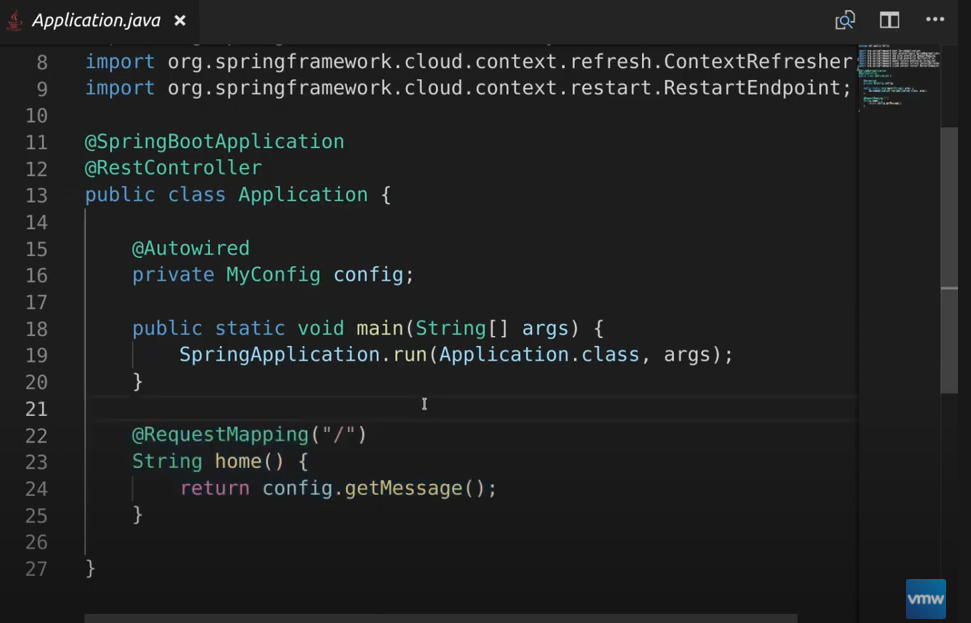 Application.java ×
8 import org.springframework.cloud.context.refresh.ContextRefresher
9 import org.springframework.cloud.context.restart.RestartEndpoint;
10
11 @SpringBootApplication
12 @RestController
13 public class Application {
14
15 @Autowired
16 private MyConfig config;
17
18 public static void main(String[] args) {
19 SpringApplication.run(Application.class, args);
20 }
21
22 @RequestMapping("/")
23 String home() {
24 return config.getMessage();
25 }
26
27 }
vmw